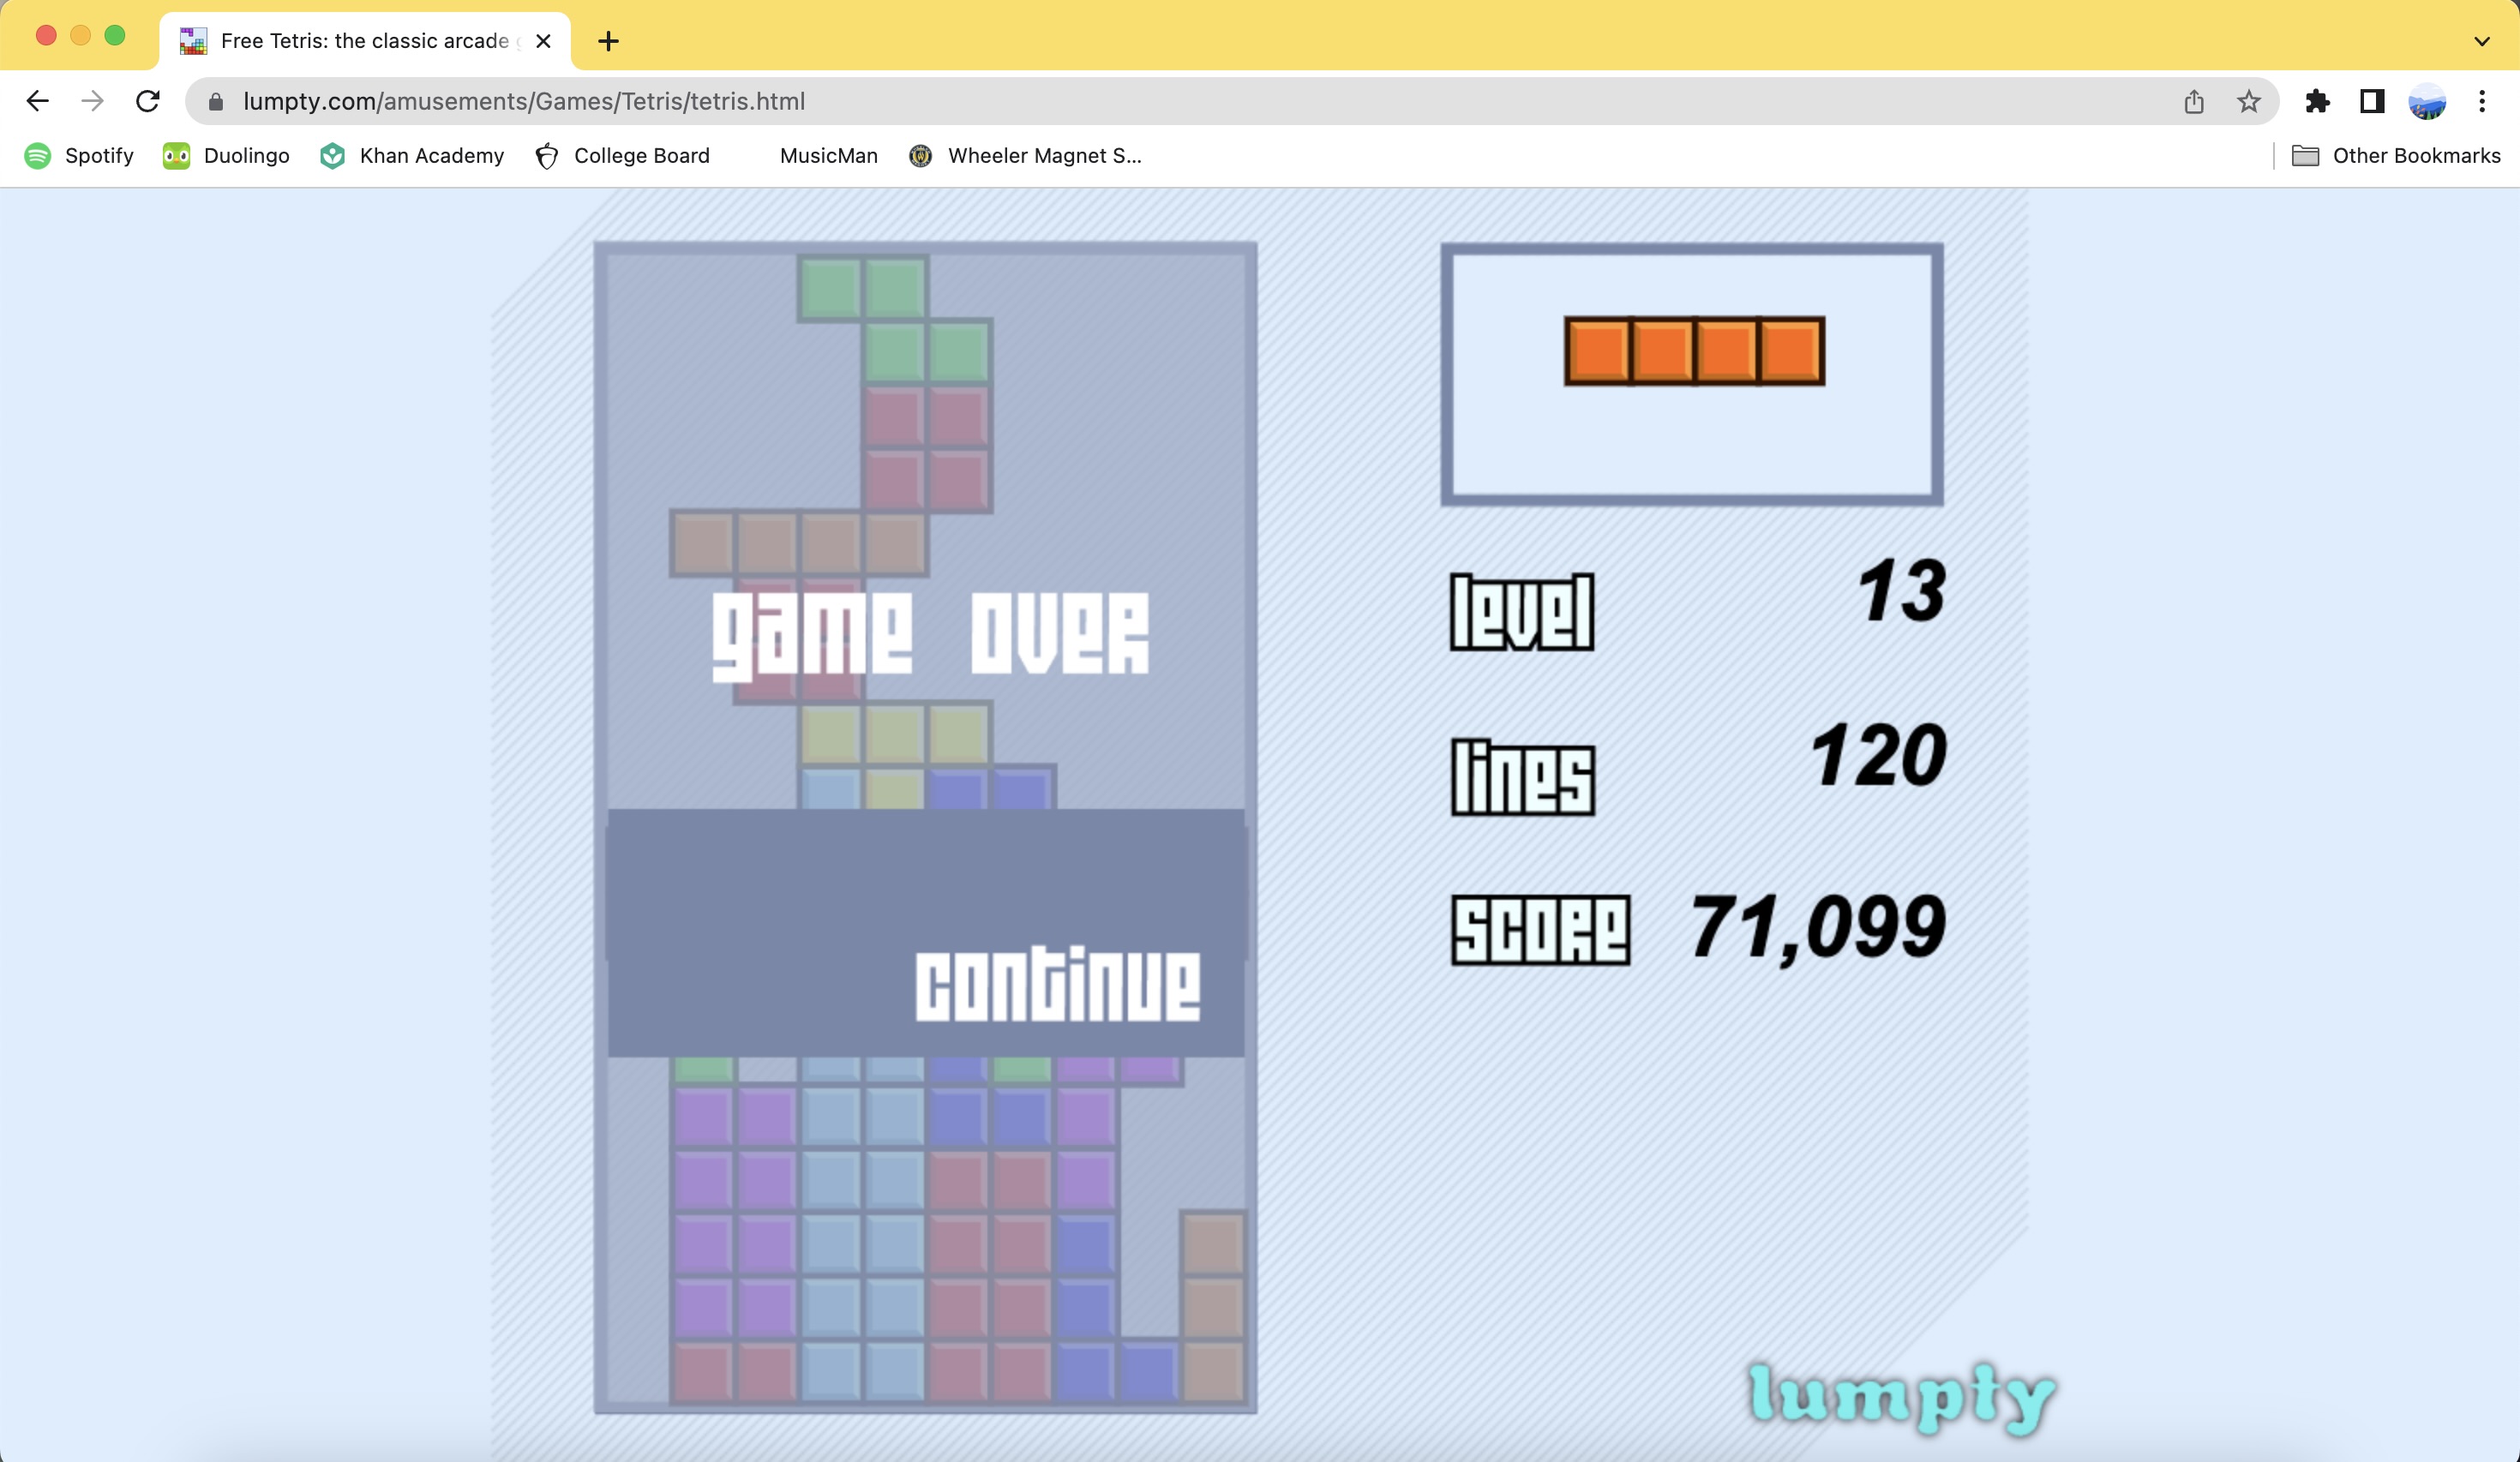 Free Tetris: the classic arcade
lumpty.com/amusements/Games/Tetris/tetris.html
Spotify Duolingo Khan Academy College Board MusicMan Wheeler Magnet S... Other Bookmarks
game over
continue
level 13
lines 120
score 71,099
lumpty